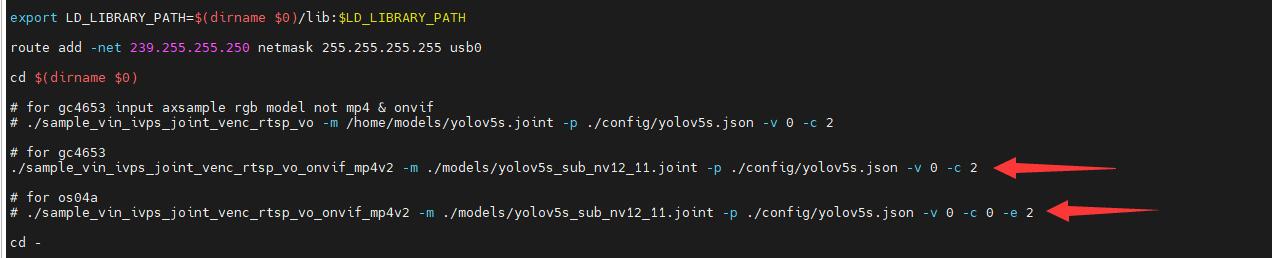 export LD_LIBRARY_PATH=$(dirname $0)/lib:$LD_LIBRARY_PATH
route add -net 239.255.255.250 netmask 255.255.255.255 usb0
cd $(dirname $0)
# for gc4653 input axsample rgb model not mp4 & onvif
# ./sample_vin_ivps_joint_venc_rtsp_vo -m /home/models/yolov5s.joint -p ./config/yolov5s.json -v 0 -c 2
# for gc4653
./sample_vin_ivps_joint_venc_rtsp_vo_onvif_mp4v2 -m ./models/yolov5s_sub_nv12_11.joint -p ./config/yolov5s.json -v 0 -c 2
# for os04a
# ./sample_vin_ivps_joint_venc_rtsp_vo_onvif_mp4v2 -m ./models/yolov5s_sub_nv12_11.joint -p ./config/yolov5s.json -v 0 -c 0 -e 2
cd -